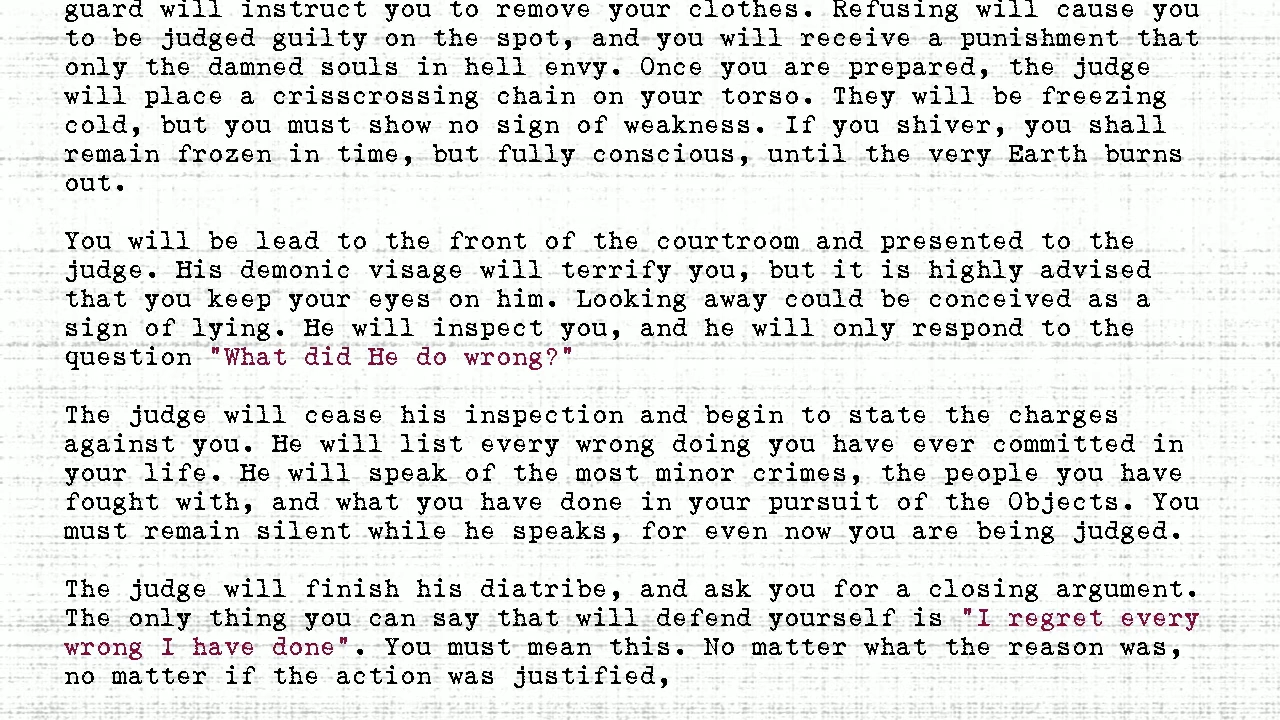 guard will instruct you to remove your clothes. Refusing will cause you
to be judged guilty on the spot, and you will receive a punishment that
only the damned souls in hell envy. Once you are prepared, the judge
will place a crisscrossing chain on your torso. They will be freezing
cold, but you must show no sign of weakness. If you shiver, you shall
remain frozen in time, but fully conscious, until the very Earth burns
out.
You will be lead to the front of the courtroom and presented to the
judge. His demonic visage will terrify you, but it is highly advised
that you keep your eyes on him. Looking away could be conceived as a
sign of lying. He will inspect you, and he will only respond to the
question "What did He do wrong?"
The judge will cease his inspection and begin to state the charges
against you. He will list every wrong doing you have ever committed in
your life. He will speak of the most minor crimes, the people you have
fought with, and what you have done in your pursuit of the Objects. You
must remain silent while he speaks, for even now you are being judged.
The judge will finish his diatribe, and ask you for a closing argument.
The only thing you can say that will defend yourself is "I regret every
wrong I have done". You must mean this. No matter what the reason was,
no matter if the action was justified,